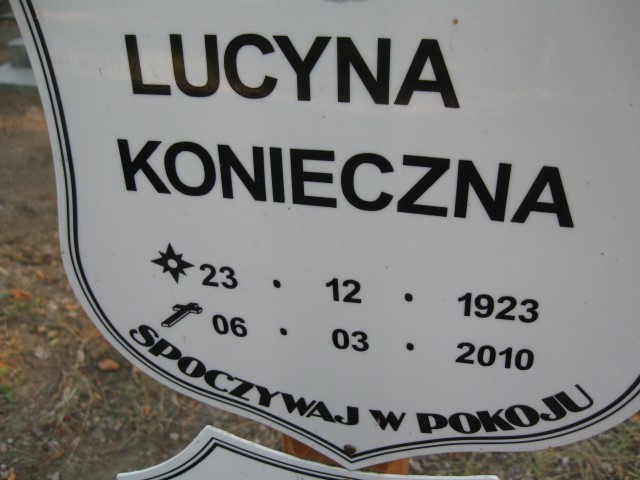 LUCYNA
KONIECZNA
23 . 12 . 1923
06 . 03 . 2010
SPOCZYWAJ W POKOJU